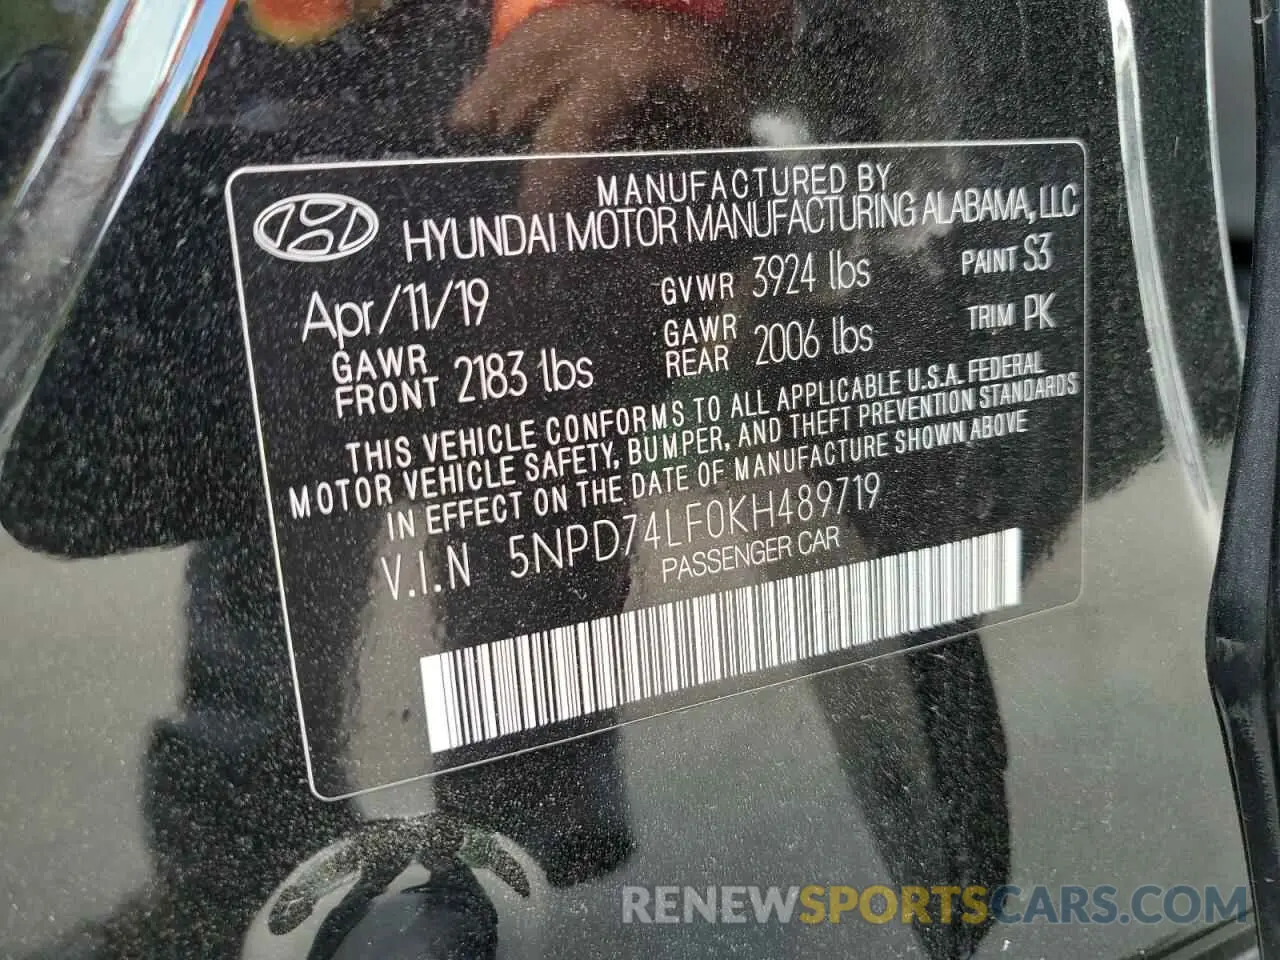 MANUFACTURED BY
HYUNDAI MOTOR MANUFACTURING ALABAMA, LLC
Apr/11/19 GVWR 3924 lbs PAINT S3
GAWR FRONT 2183 lbs GAWR REAR 2006 lbs TRIM PK
THIS VEHICLE CONFORMS TO ALL APPLICABLE U.S.A. FEDERAL
MOTOR VEHICLE SAFETY, BUMPER, AND THEFT PREVENTION STANDARDS
IN EFFECT ON THE DATE OF MANUFACTURE SHOWN ABOVE
V.I.N 5NPD74LF0KH489719
PASSENGER CAR
RENEWSPORTSCARS.COM